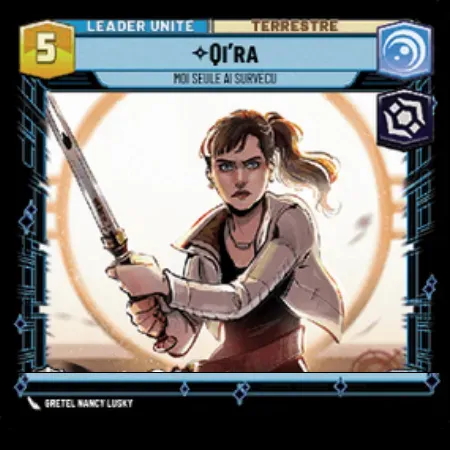 LEADER UNITÉ
TERRESTRE
5
QI'RA
MOI SEULE AI SURVÉCU
GRETEL NANCY LUSKY